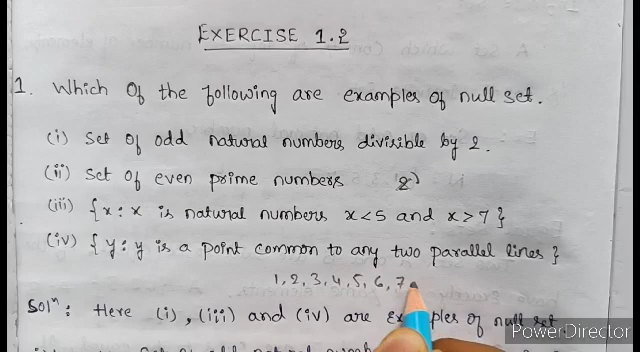 EXERCISE 1.2
1. Which of the following are examples of null set.
(i) Set of odd natural numbers divisible by 2.
(ii) Set of even prime numbers 2)
(iii) {x : x is natural numbers x<5 and x>7}
(iv) {y : y is a point common to any two parallel lines}
1, 2, 3, 4, 5, 6, 7
Solⁿ : Here (i), (iii) and (iv) are of null set.
PowerDirector